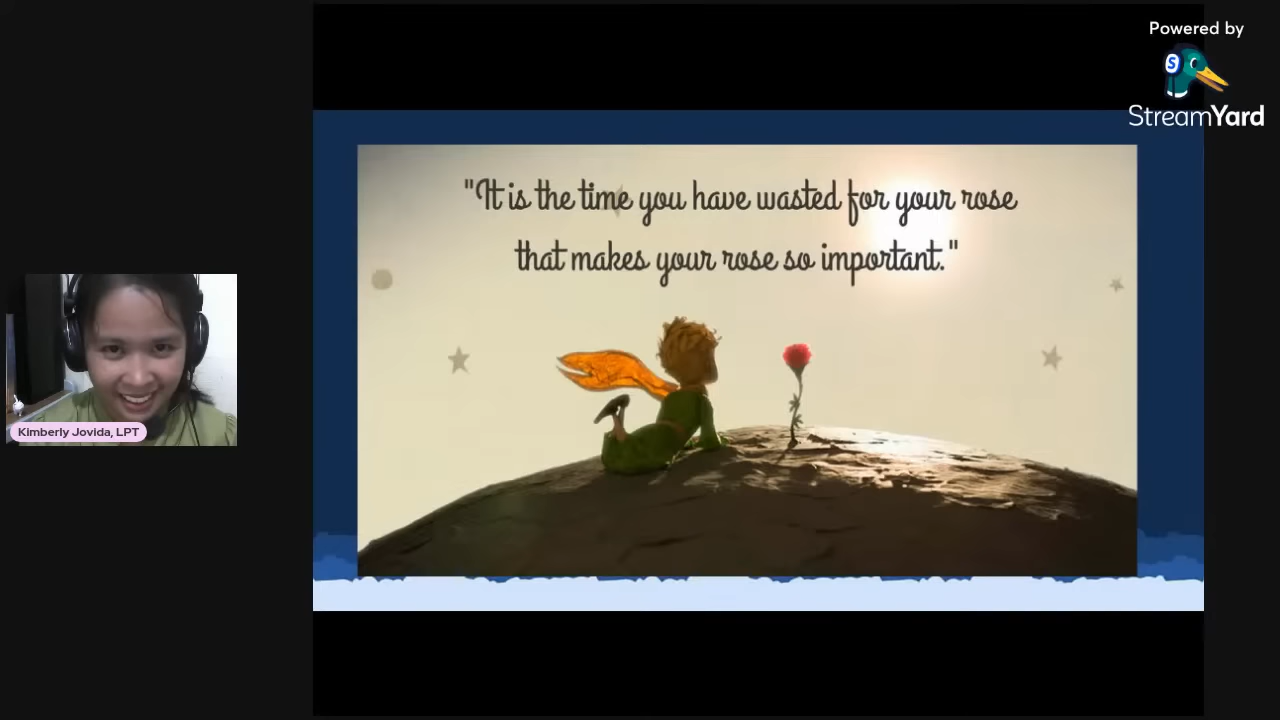 Powered by
S
StreamYard
"It is the time you have wasted for your rose
that makes your rose so important."
Kimberly Jovida, LPT